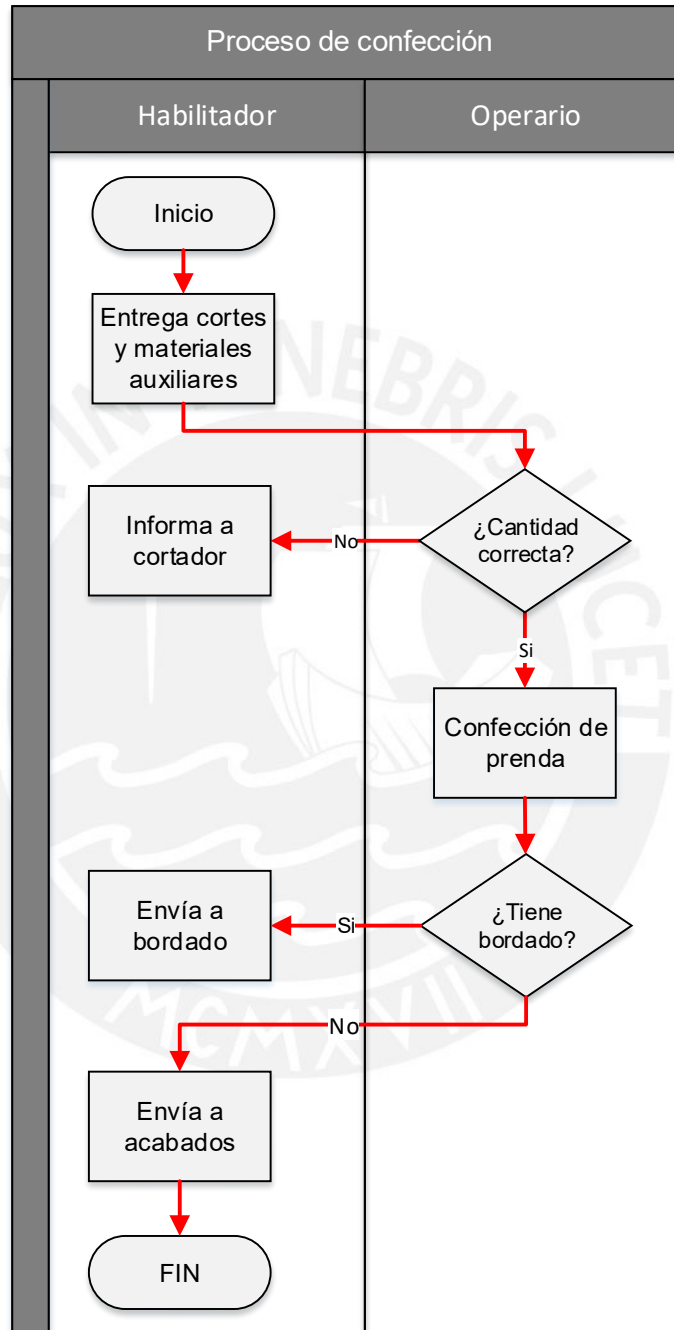 Proceso de confección
Habilitador
Operario
Inicio
Entrega cortes
y materiales
auxiliares
¿Cantidad
correcta?
No
Informa a
cortador
Si
Confección de
prenda
¿Tiene
bordado?
Si
Envía a
bordado
No
Envía a
acabados
FIN
MCMXVII